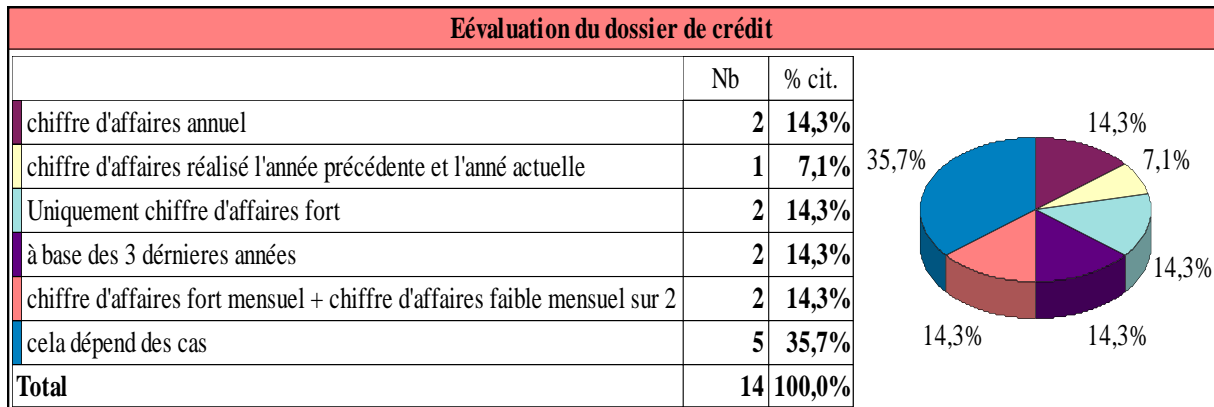 Eévaluation du dossier de crédit
Nb % cit.
chiffre d'affaires annuel 2 14,3%
chiffre d'affaires réalisé l'année précédente et l'anné actuelle 1 7,1%
Uniquement chiffre d'affaires fort 2 14,3%
à base des 3 dérnieres années 2 14,3%
chiffre d'affaires fort mensuel + chiffre d'affaires faible mensuel sur 2 2 14,3%
cela dépend des cas 5 35,7%
Total 14 100,0%
14,3%
35,7% 7,1%
14,3%
14,3% 14,3%